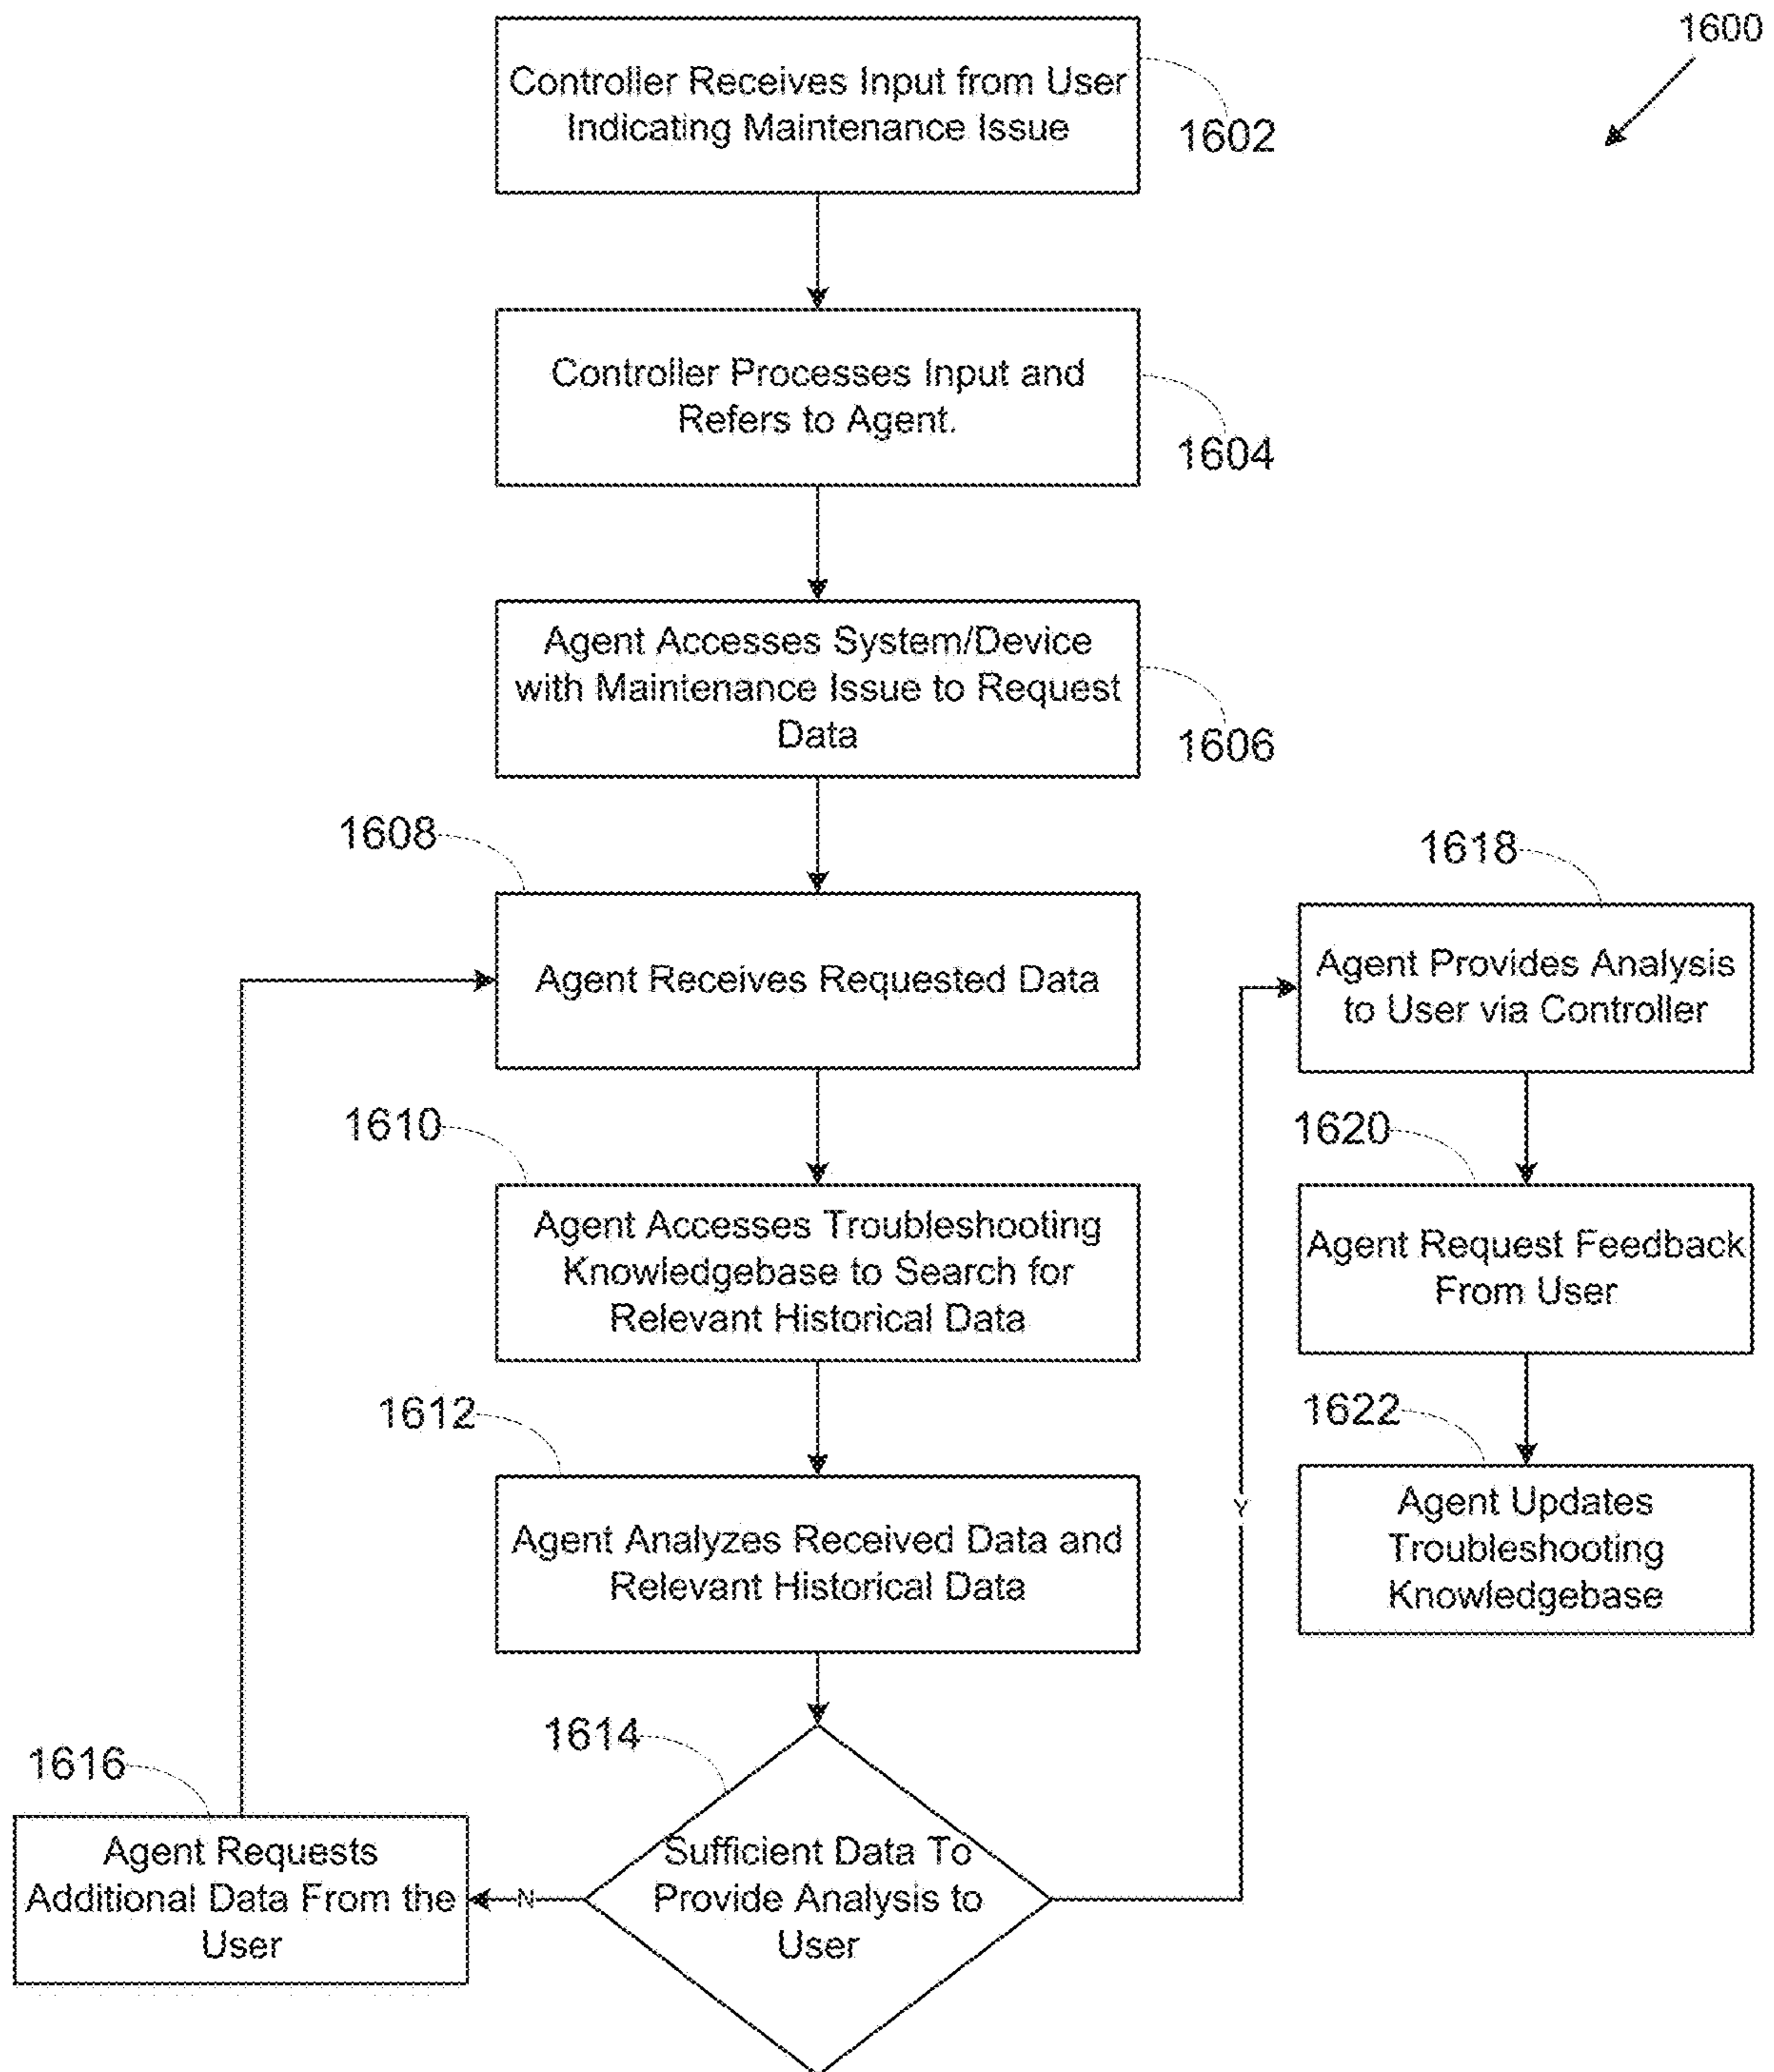 1600
Controller Receives Input from User
Indicating Maintenance Issue
1602
Controller Processes Input and
Refers to Agent.
1604
Agent Accesses System/Device
with Maintenance Issue to Request
Data
1606
1608
Agent Receives Requested Data
1610
Agent Accesses Troubleshooting
Knowledgebase to Search for
Relevant Historical Data
1612
Agent Analyzes Received Data and
Relevant Historical Data
1614
Sufficient Data To
Provide Analysis to
User
N
1616
Agent Requests
Additional Data From the
User
Y
1618
Agent Provides Analysis
to User via Controller
1620
Agent Request Feedback
From User
1622
Agent Updates
Troubleshooting
Knowledgebase